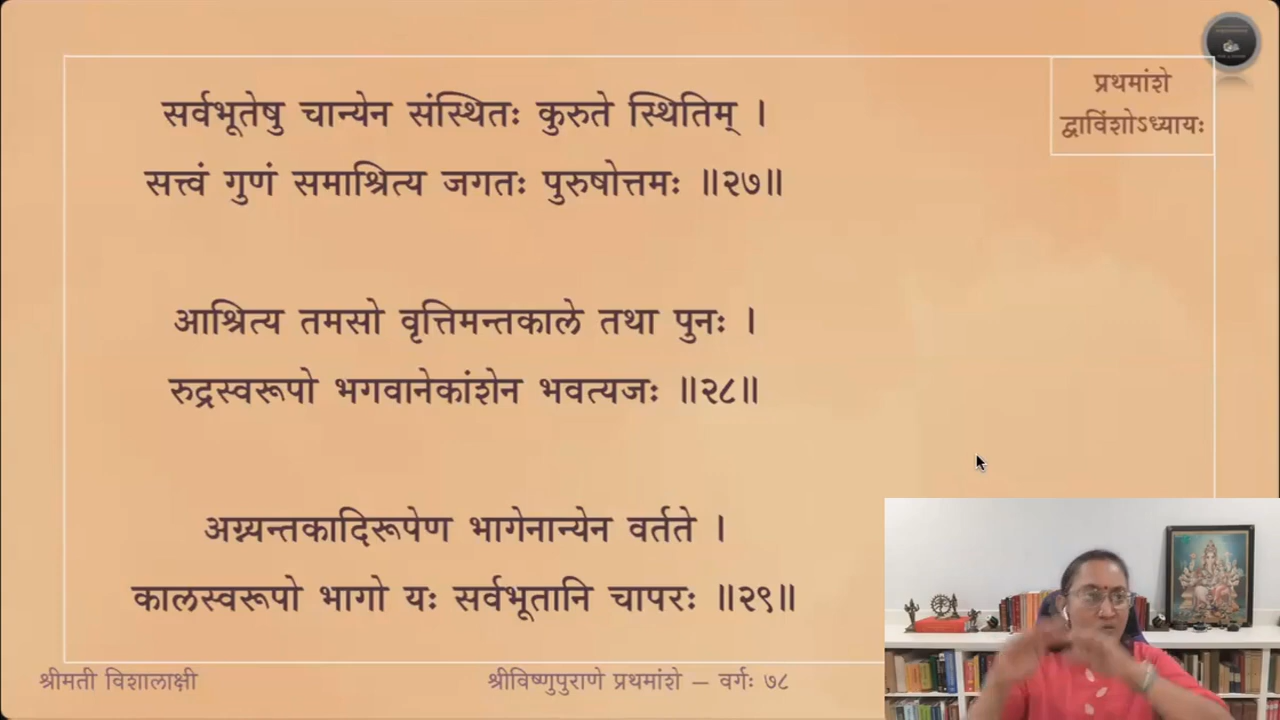 प्रथमांशे
द्वाविंशोऽध्यायः
सर्वभूतेषु चान्येन संस्थितः कुरुते स्थितिम् ।
सत्त्वं गुणं समाश्रित्य जगतः पुरुषोत्तमः ॥२७॥
आश्रित्य तमसो वृत्तिमन्तकाले तथा पुनः ।
रुद्रस्वरूपो भगवानेकांशेन भवत्यजः ॥२८॥
अग्न्यन्तकादिरूपेण भागेनान्येन वर्तते ।
कालस्वरूपो भागो यः सर्वभूतानि चापरः ॥२९॥
श्रीमती विशालाक्षी
श्रीविष्णुपुराणे प्रथमांशे – वर्गः ७८